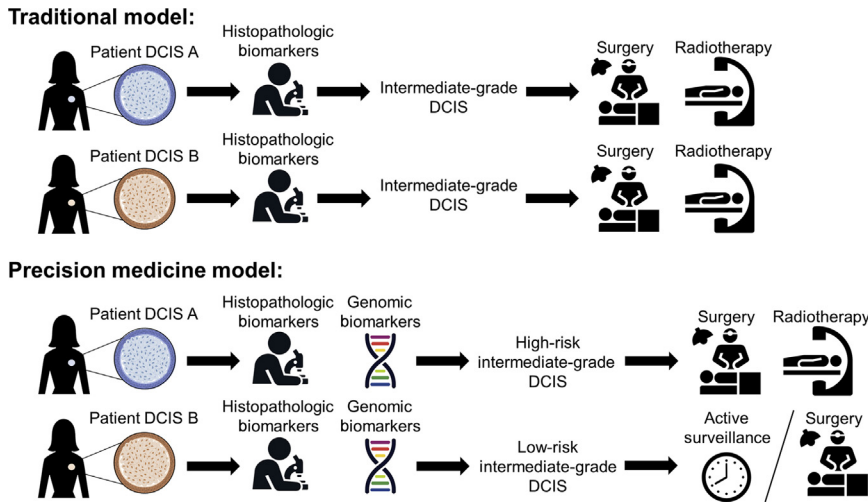 Traditional model:
Patient DCIS A
Histopathologic
biomarkers
Intermediate-grade
DCIS
Surgery
Radiotherapy
Patient DCIS B
Histopathologic
biomarkers
Intermediate-grade
DCIS
Surgery
Radiotherapy
Precision medicine model:
Patient DCIS A
Histopathologic
biomarkers
Genomic
biomarkers
High-risk
intermediate-grade
DCIS
Surgery
Radiotherapy
Patient DCIS B
Histopathologic
biomarkers
Genomic
biomarkers
Low-risk
intermediate-grade
DCIS
Active
surveillance
/
Surgery